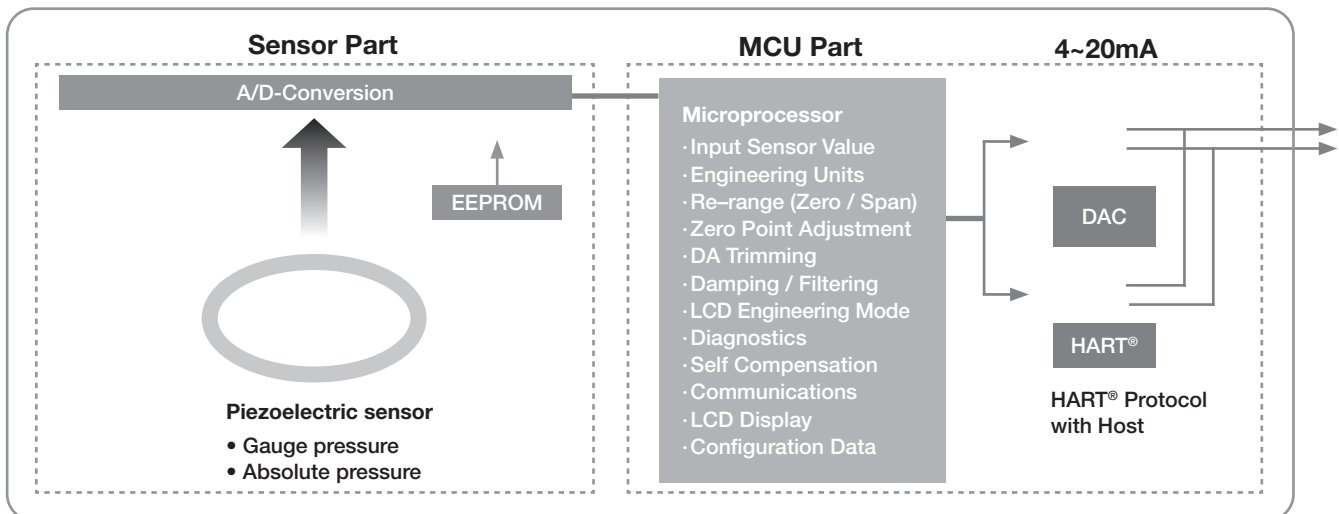 Sensor Part
MCU Part
4~20mA
A/D-Conversion
EEPROM
Piezoelectric sensor
• Gauge pressure
• Absolute pressure
Microprocessor
·Input Sensor Value
·Engineering Units
·Re–range (Zero / Span)
·Zero Point Adjustment
·DA Trimming
·Damping / Filtering
·LCD Engineering Mode
·Diagnostics
·Self Compensation
·Communications
·LCD Display
·Configuration Data
DAC
HART®
HART® Protocol
with Host